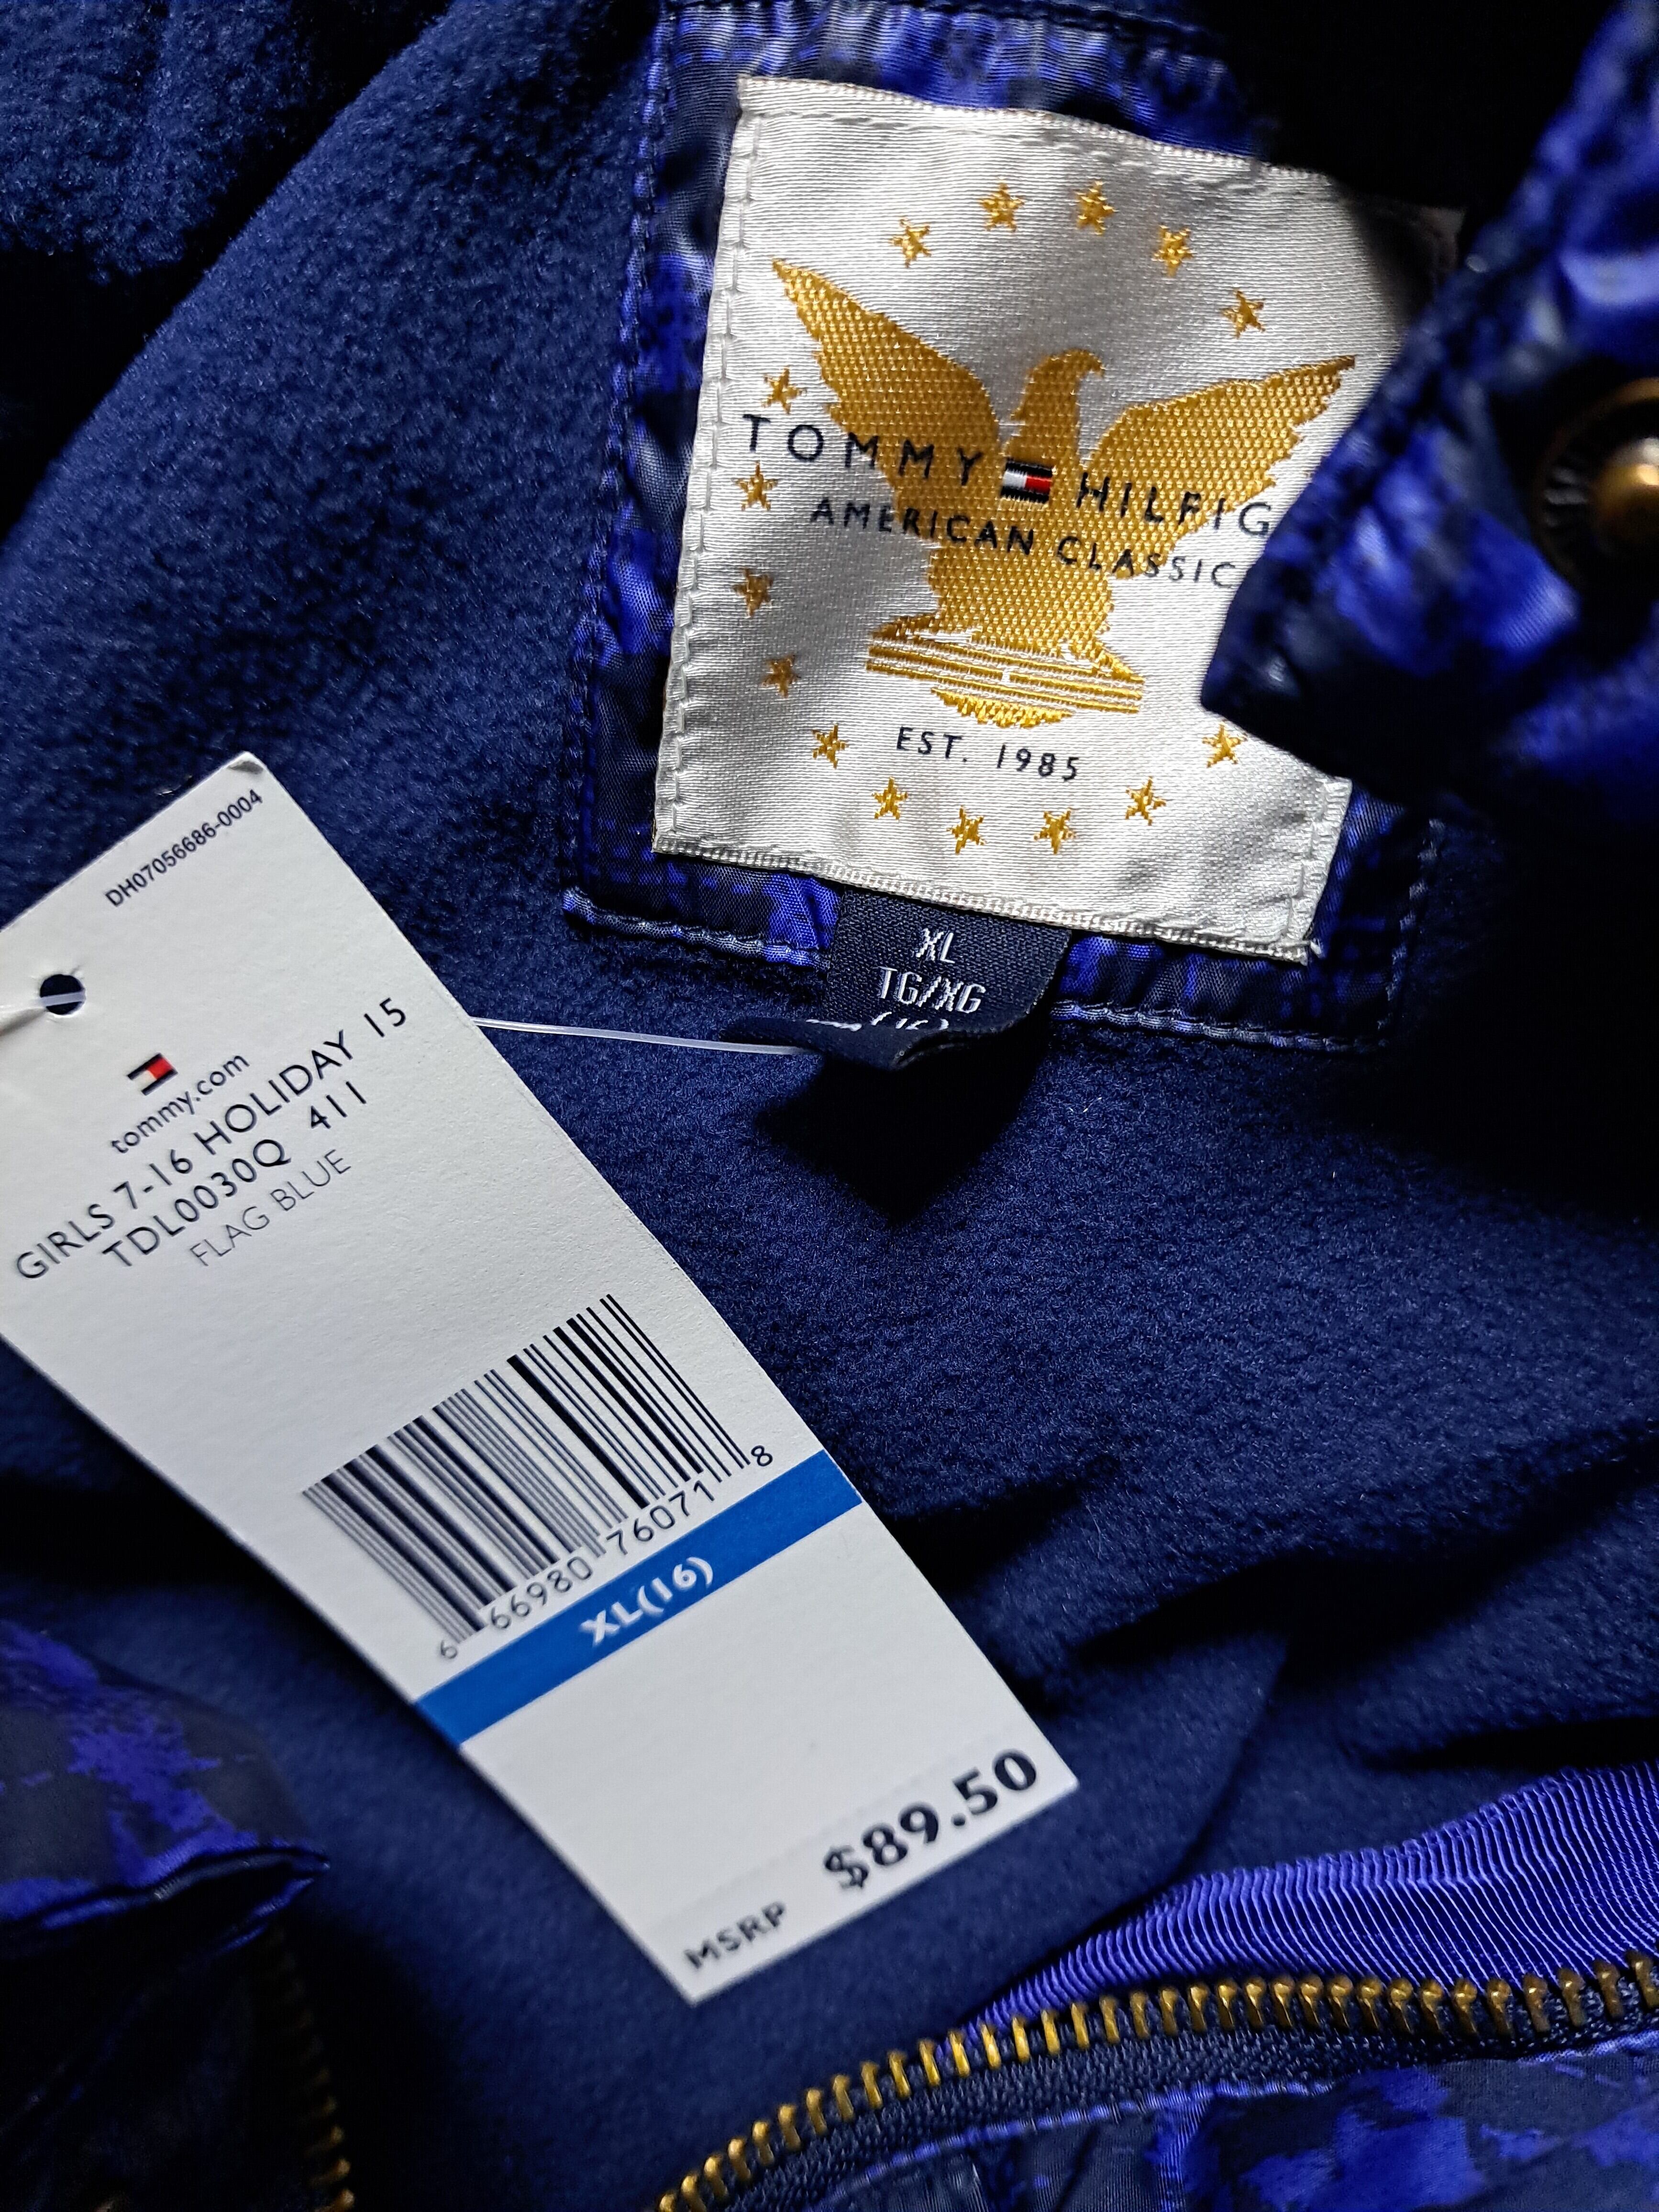 TOMMY HILFIG
AMERICAN CLASSIC
EST. 1985
XL
TG/XG
DH07056686-0004
tommy.com
GIRLS 7-16 HOLIDAY 15
TDL0030Q 411
FLAG BLUE
6 66980 76071 8
XL(16)
MSRP $89.50